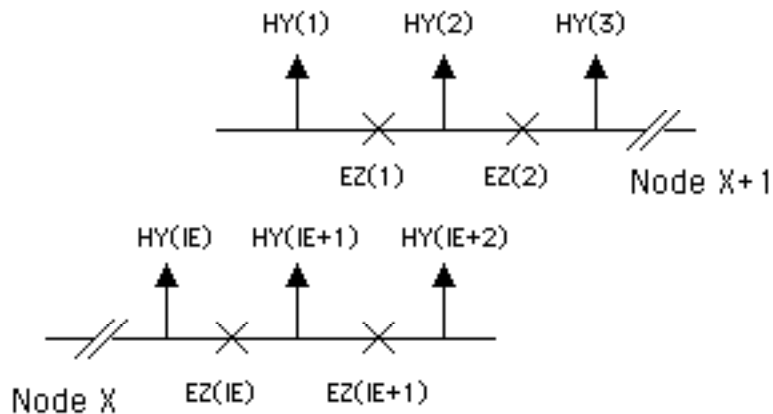 HY(1) HY(2) HY(3)
EZ(1) EZ(2) Node X+1
HY(IE) HY(IE+1) HY(IE+2)
Node X EZ(IE) EZ(IE+1)